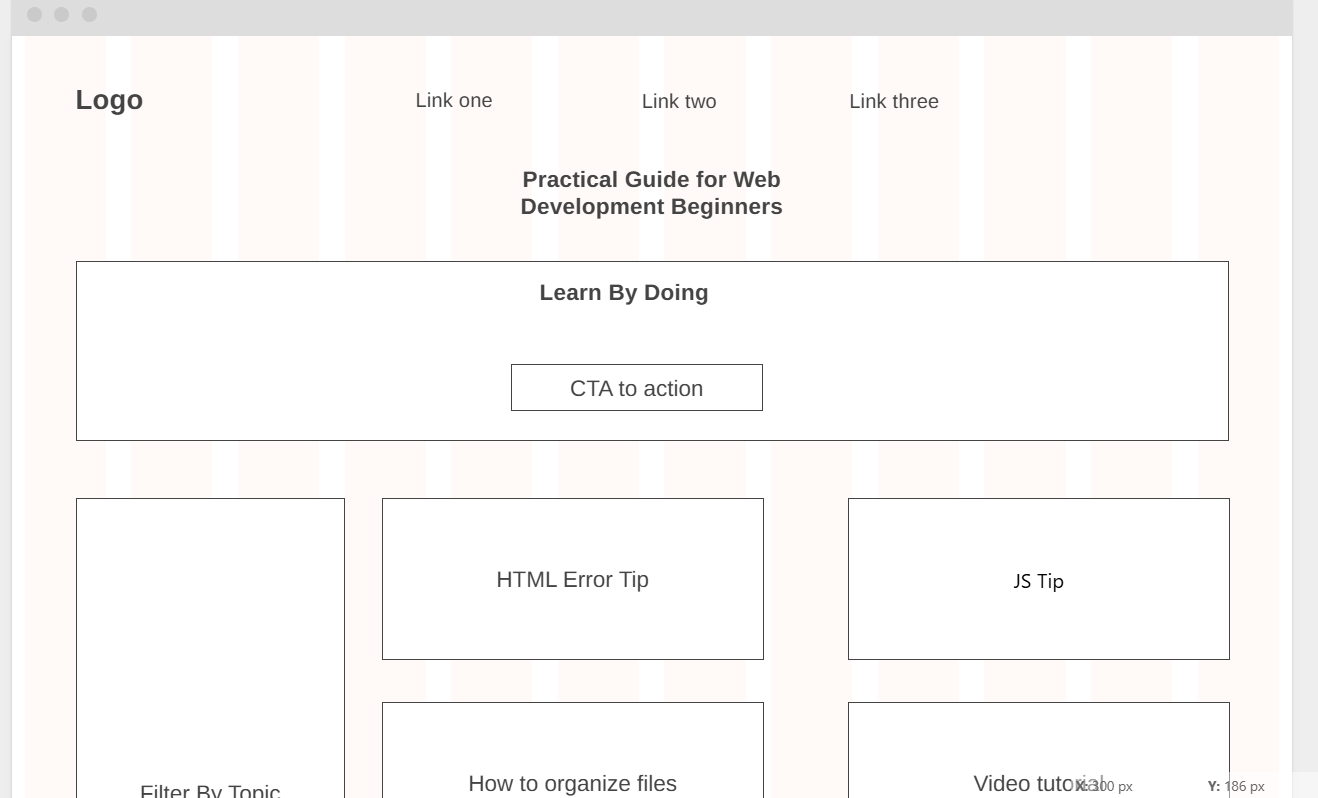 Logo
Link one
Link two
Link three
Practical Guide for Web
Development Beginners
Learn By Doing
CTA to action
HTML Error Tip
JS Tip
How to organize files
Video tutorial
Filter By Topic
X: 300 px
Y: 186 px